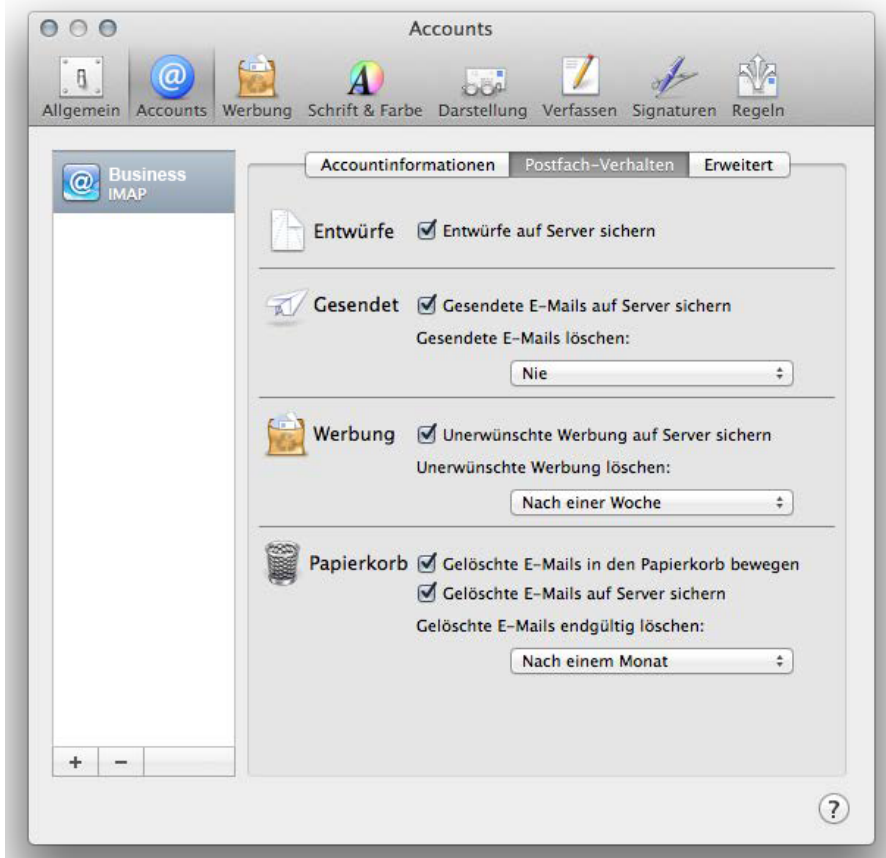 Accounts
Allgemein Accounts Werbung Schrift & Farbe Darstellung Verfassen Signaturen Regeln
Business
IMAP
Accountinformationen Postfach-Verhalten Erweitert
Entwürfe Entwürfe auf Server sichern
Gesendet Gesendete E-Mails auf Server sichern
Gesendete E-Mails löschen:
Nie
Werbung Unerwünschte Werbung auf Server sichern
Unerwünschte Werbung löschen:
Nach einer Woche
Papierkorb Gelöschte E-Mails in den Papierkorb bewegen
Gelöschte E-Mails auf Server sichern
Gelöschte E-Mails endgültig löschen:
Nach einem Monat
+ −
?